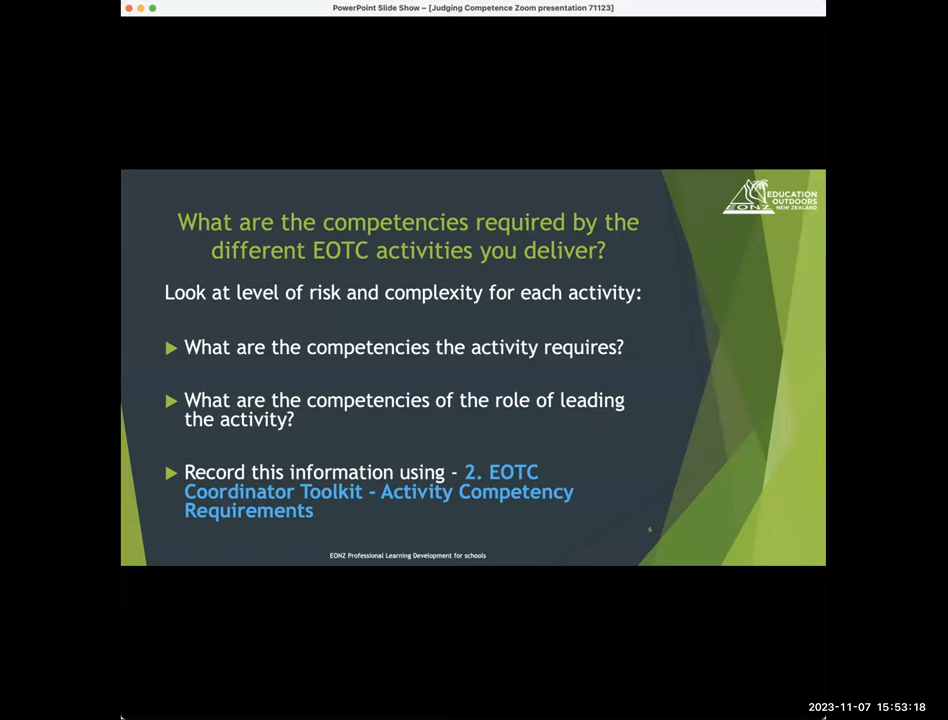 PowerPoint Slide Show – [Judging Competence Zoom presentation 71123]
EDUCATION
OUTDOORS
NEW ZEALAND
EONZ
What are the competencies required by the
different EOTC activities you deliver?
Look at level of risk and complexity for each activity:
What are the competencies the activity requires?
What are the competencies of the role of leading
the activity?
Record this information using - 2. EOTC
Coordinator Toolkit - Activity Competency
Requirements
6
EONZ Professional Learning Development for schools
2023-11-07 15:53:18